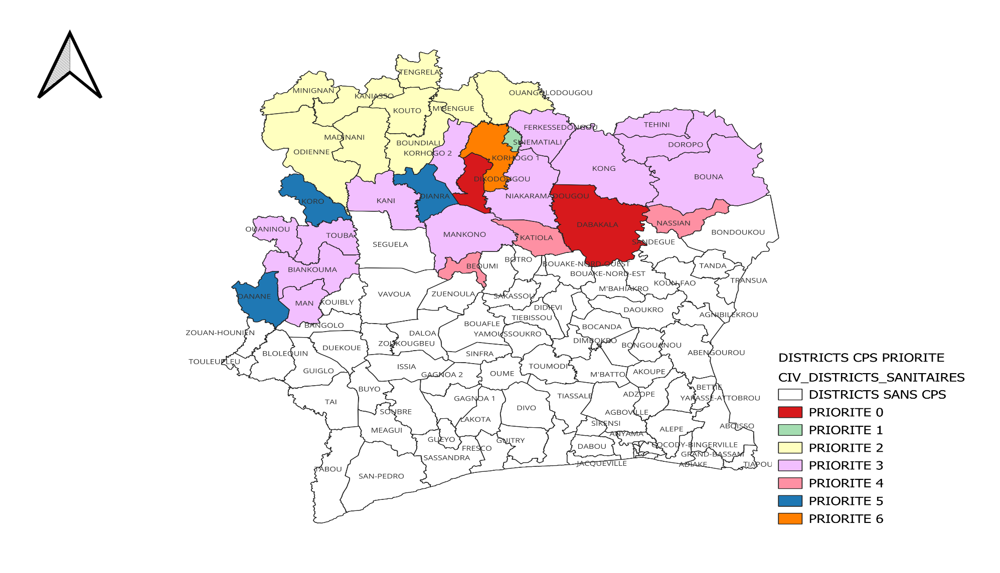 TENGRELA
MINIGNAN
KANIASSO
OUANGOLODOUGOU
KOUTO
M'BENGUE
TEHINI
FERKESSEDOUGOU
MADINANI
BOUNDIALI
SINEMATIALI
DOROPO
ODIENNE
KORHOGO 2
KORHOGO 1
KONG
BOUNA
DIKODOUGOU
KORO
KANI
DIANRA
NIAKARAMADOUGOU
DABAKALA
NASSIAN
OUANINOU
TOUBA
MANKONO
KATIOLA
BONDOUKOU
SEGUELA
SANDEGUE
BOTRO
BOUAKE-NORD-OUEST
TANDA
BIANKOUMA
BEOUMI
BOUAKE-NORD-EST
TRANSUA
KOUN-FAO
M'BAHIAKRO
DANANE
VAVOUA
ZUENOULA
SAKASSOU
MAN
KOUIBLY
DIDIEVI
DAOUKRO
AGNIBILEKROU
TIEBISSOU
BANGOLO
BOUAFLE
BOCANDA
ZOUAN-HOUNIEN
DALOA
YAMOUSSOUKRO
DIMBOKRO
BONGOUANOU
ZOUKOUGBEU
DUEKOUE
BLOLEQUIN
SINFRA
ABENGOUROU
TOULEUPLEU
GUIGLO
ISSIA
GAGNOA 2
OUME
TOUMODI
M'BATTO
AKOUPE
BUYO
BETTIE
TAI
GAGNOA 1
TIASSALE
ADZOPE
YAKASSE-ATTOBROU
SOUBRE
DIVO
AGBOVILLE
LAKOTA
SIKENSI
MEAGUI
ALEPE
ABOISSO
ANYAMA
GUEYO
GUITRY
FRESCO
DABOU
COCODY-BINGERVILLE
SASSANDRA
GRAND-BASSAM
JACQUEVILLE
ADIAKE
TIAPOU
TABOU
SAN-PEDRO
DISTRICTS CPS PRIORITE
CIV_DISTRICTS_SANITAIRES
DISTRICTS SANS CPS
PRIORITE 0
PRIORITE 1
PRIORITE 2
PRIORITE 3
PRIORITE 4
PRIORITE 5
PRIORITE 6